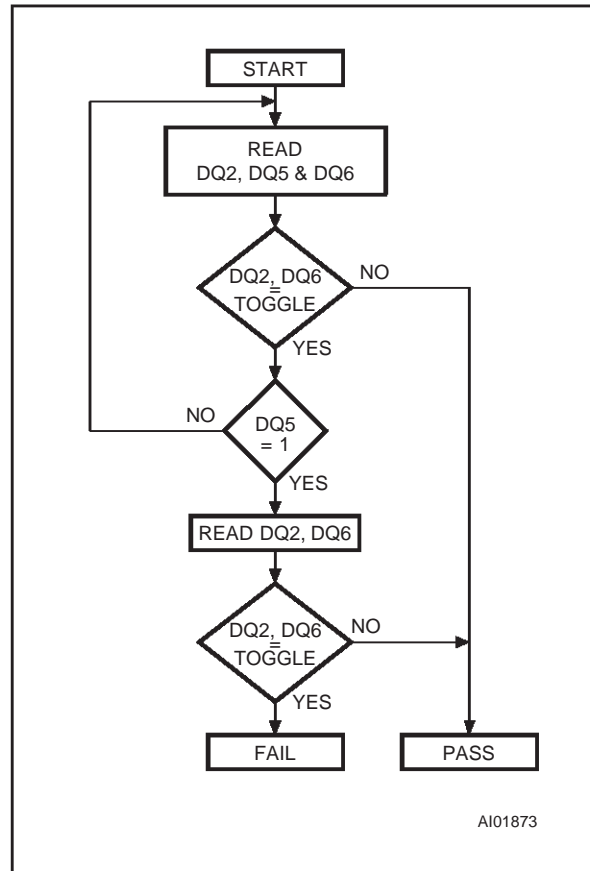 START
READ
DQ2, DQ5 & DQ6
DQ2, DQ6
=
TOGGLE
NO
YES
NO
DQ5
= 1
YES
READ DQ2, DQ6
DQ2, DQ6
=
TOGGLE
NO
YES
FAIL
PASS
AI01873